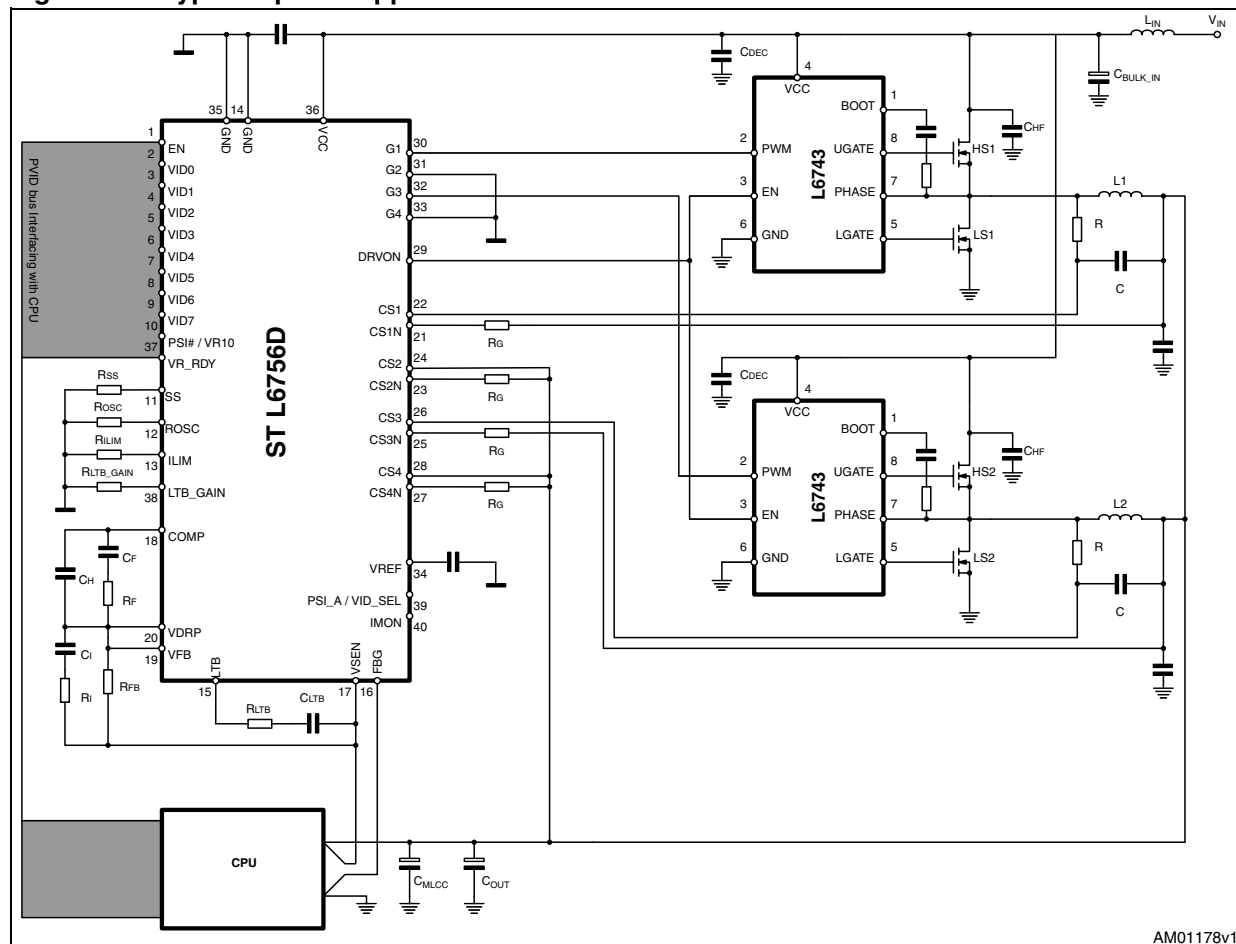 LIN
VIN
CDEC
CBULK_IN
4
VCC
BOOT
1
CHF
2
PWM
UGATE
8
HS1
3
EN
L6743
PHASE
7
L1
6
GND
LGATE
5
LS1
R
C
35
14
36
GND
GND
VCC
PVID bus Interfacing with CPU
1
EN
2
VID0
3
VID1
4
VID2
5
VID3
6
VID4
7
VID5
8
VID6
9
VID7
10
PSI# / VR10
37
VR_RDY
ST L6756D
G1
30
G2
31
G3
32
G4
33
DRVON
29
CS1
22
CS1N
21
RG
CS2
24
CS2N
23
RG
CS3
26
CS3N
25
RG
CS4
28
CS4N
27
RG
VREF
34
PSI_A / VID_SEL
39
IMON
40
RSS
SS
11
ROSC
ROSC
12
RILIM
ILIM
13
RLTB_GAIN
LTB_GAIN
38
COMP
18
CF
CH
RF
VDRP
20
CI
VFB
19
RI
RFB
LTB
15
VSEN
17
FBG
16
RLTB
CLTB
CDEC
4
VCC
BOOT
1
CHF
2
PWM
UGATE
8
HS2
3
EN
L6743
PHASE
7
L2
6
GND
LGATE
5
LS2
R
C
CPU
CMLCC
COUT
AM01178v1